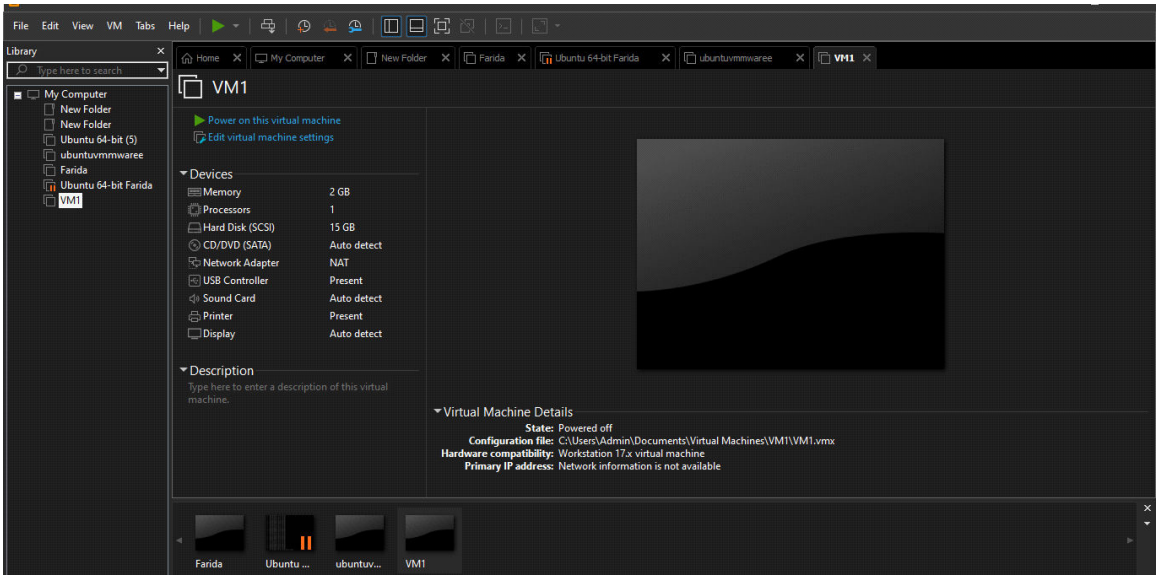 File Edit View VM Tabs Help
Library
Type here to search
My Computer
New Folder
New Folder
Ubuntu 64-bit (5)
ubuntuvmmwaree
Farida
Ubuntu 64-bit Farida
VM1
Home My Computer New Folder Farida Ubuntu 64-bit Farida ubuntuvmmwaree VM1
VM1
Power on this virtual machine
Edit virtual machine settings
Devices
Memory 2 GB
Processors 1
Hard Disk (SCSI) 15 GB
CD/DVD (SATA) Auto detect
Network Adapter NAT
USB Controller Present
Sound Card Auto detect
Printer Present
Display Auto detect
Description
Type here to enter a description of this virtual
machine.
Virtual Machine Details
State: Powered off
Configuration file: C:\Users\Admin\Documents\Virtual Machines\VM1\VM1.vmx
Hardware compatibility: Workstation 17.x virtual machine
Primary IP address: Network information is not available
Farida Ubuntu ... ubuntuv... VM1